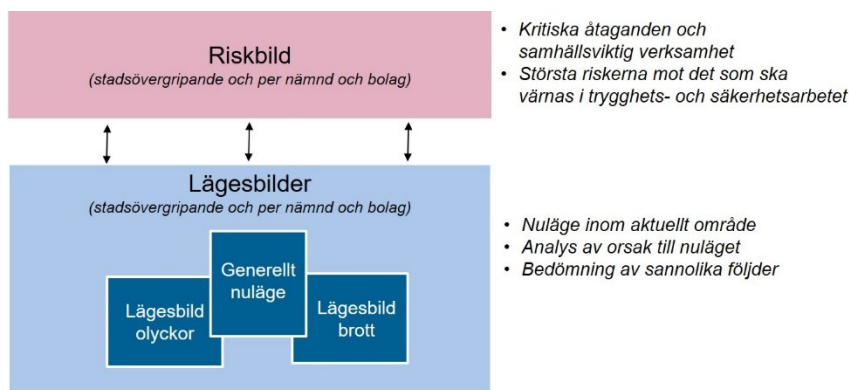 Riskbild
(stadsövergripande och per nämnd och bolag)
• Kritiska åtaganden och
samhällsviktig verksamhet
• Största riskerna mot det som ska
värnas i trygghets- och säkerhetsarbetet
Lägesbilder
(stadsövergripande och per nämnd och bolag)
Generellt
nuläge
Lägesbild
olyckor
Lägesbild
brott
• Nuläge inom aktuellt område
• Analys av orsak till nuläget
• Bedömning av sannolika följder